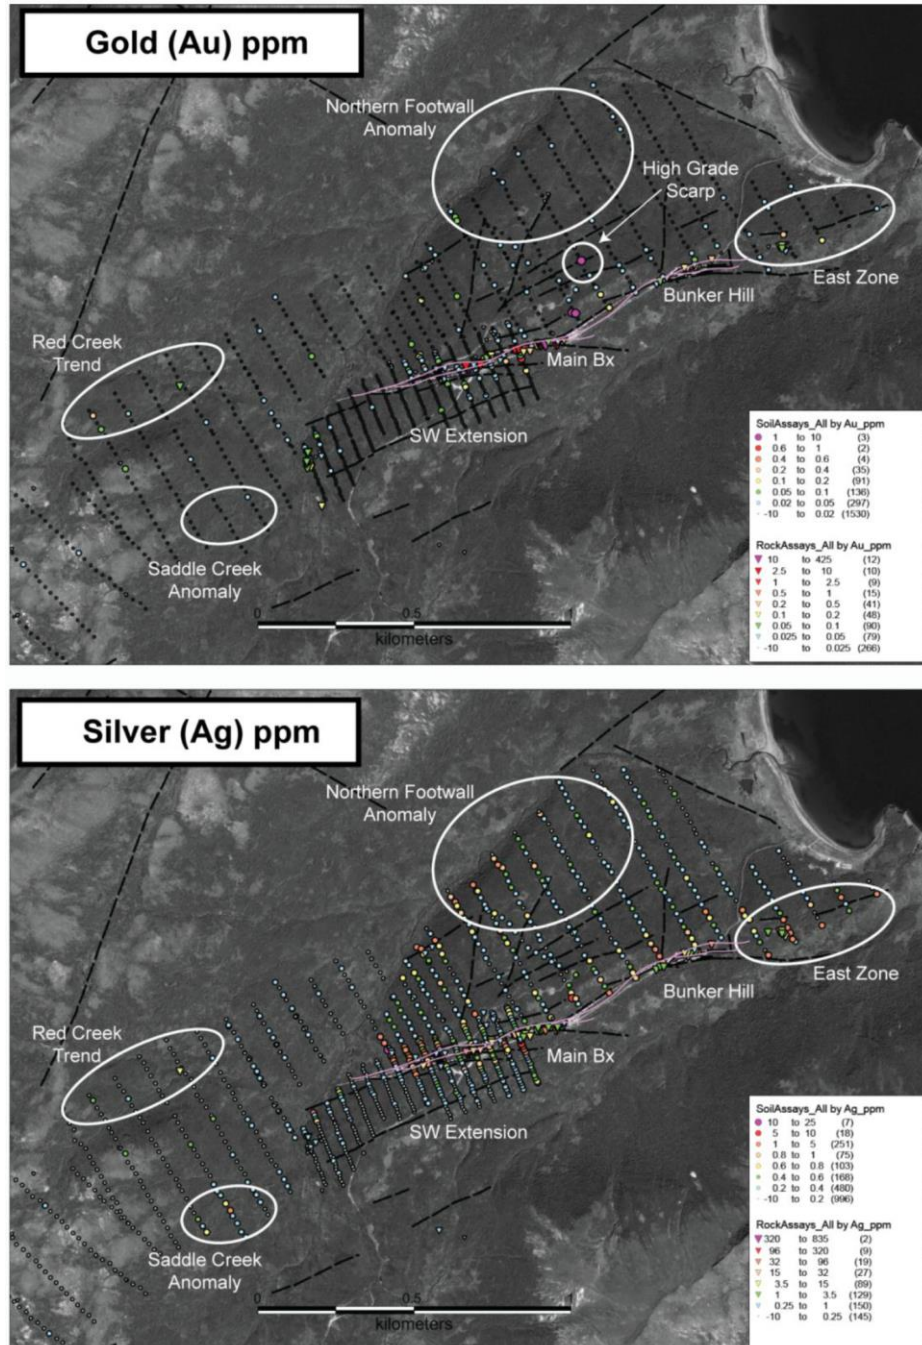 Gold (Au) ppm
Northern Footwall
Anomaly
High Grade
Scarp
East Zone
Bunker Hill
Red Creek
Trend
Main Bx
SW Extension
Saddle Creek
Anomaly
0 0.5 1
kilometers
SoilAssays_All by Au_ppm
1 to 10 (3)
0.6 to 1 (2)
0.4 to 0.6 (4)
0.2 to 0.4 (35)
0.1 to 0.2 (91)
0.05 to 0.1 (136)
0.02 to 0.05 (297)
-10 to 0.02 (1530)
RockAssays_All by Au_ppm
10 to 425 (12)
2.5 to 10 (10)
1 to 2.5 (9)
0.5 to 1 (15)
0.2 to 0.5 (41)
0.1 to 0.2 (48)
0.05 to 0.1 (90)
0.025 to 0.05 (79)
-10 to 0.025 (266)
Silver (Ag) ppm
Northern Footwall
Anomaly
East Zone
Bunker Hill
Red Creek
Trend
Main Bx
SW Extension
Saddle Creek
Anomaly
0 0.5 1
kilometers
SoilAssays_All by Ag_ppm
10 to 25 (7)
5 to 10 (18)
1 to 5 (251)
0.8 to 1 (75)
0.6 to 0.8 (103)
0.4 to 0.6 (168)
0.2 to 0.4 (480)
-10 to 0.2 (996)
RockAssays_All by Ag_ppm
320 to 835 (2)
96 to 320 (9)
32 to 96 (19)
15 to 32 (27)
3.5 to 15 (89)
1 to 3.5 (129)
0.25 to 1 (150)
-10 to 0.25 (145)